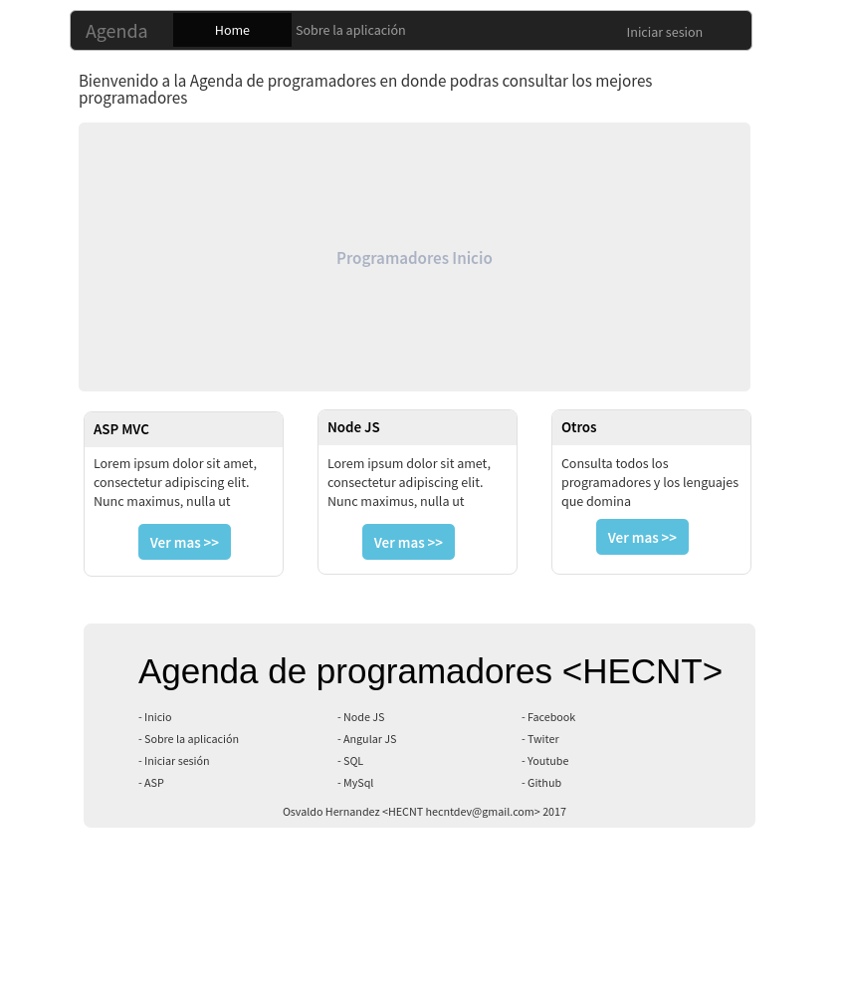 Agenda
Home
Sobre la aplicación
Iniciar sesion
Bienvenido a la Agenda de programadores en donde podras consultar los mejores
programadores
Programadores Inicio
ASP MVC
Lorem ipsum dolor sit amet,
consectetur adipiscing elit.
Nunc maximus, nulla ut
Ver mas >>
Node JS
Lorem ipsum dolor sit amet,
consectetur adipiscing elit.
Nunc maximus, nulla ut
Ver mas >>
Otros
Consulta todos los
programadores y los lenguajes
que domina
Ver mas >>
Agenda de programadores <HECNT>
- Inicio
- Sobre la aplicación
- Iniciar sesión
- ASP
- Node JS
- Angular JS
- SQL
- MySql
- Facebook
- Twiter
- Youtube
- Github
Osvaldo Hernandez <HECNT hecntdev@gmail.com> 2017